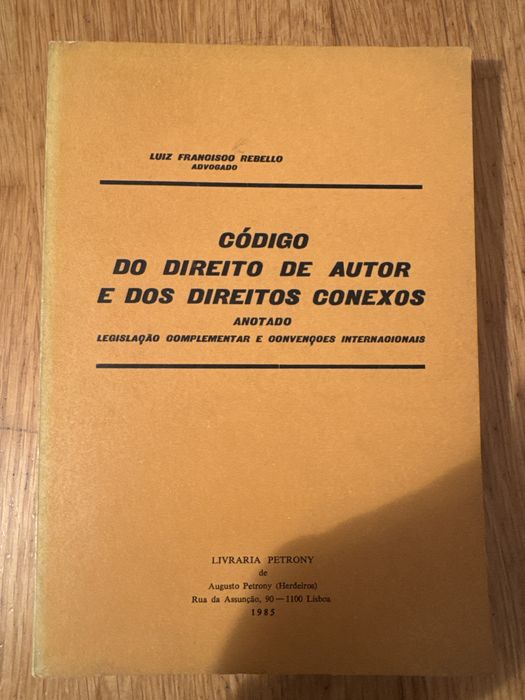 LUIZ FRANCISCO REBELLO
ADVOGADO
CÓDIGO
DO DIREITO DE AUTOR
E DOS DIREITOS CONEXOS
ANOTADO
LEGISLAÇÃO COMPLEMENTAR E CONVENÇOES INTERNACIONAIS
LIVRARIA PETRONY
de
Augusto Petrony (Herdeiros)
Rua da Assunção, 90 — 1100 Lisboa
1985